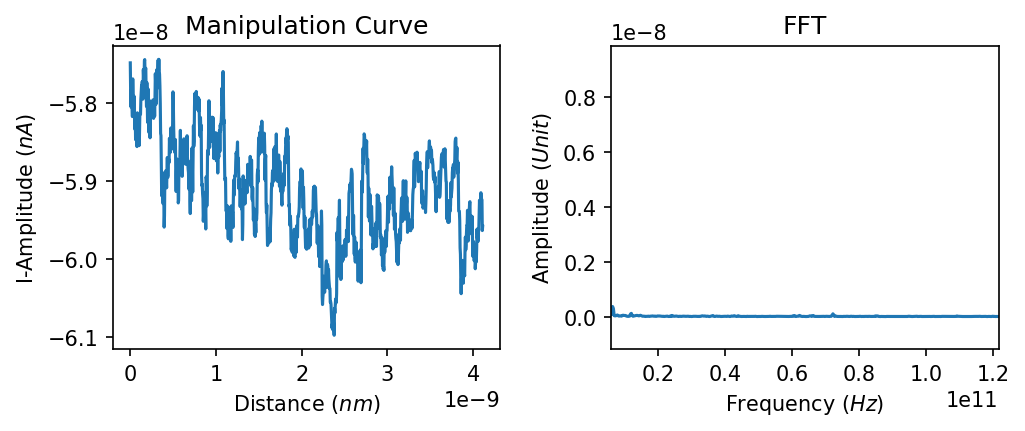 Manipulation Curve
1e−8
I-Amplitude (nA)
−5.8
−5.9
−6.0
−6.1
0 1 2 3 4
1e−9
Distance (nm)
FFT
1e−8
Amplitude (Unit)
0.8
0.6
0.4
0.2
0.0
0.2 0.4 0.6 0.8 1.0 1.2
1e11
Frequency (Hz)